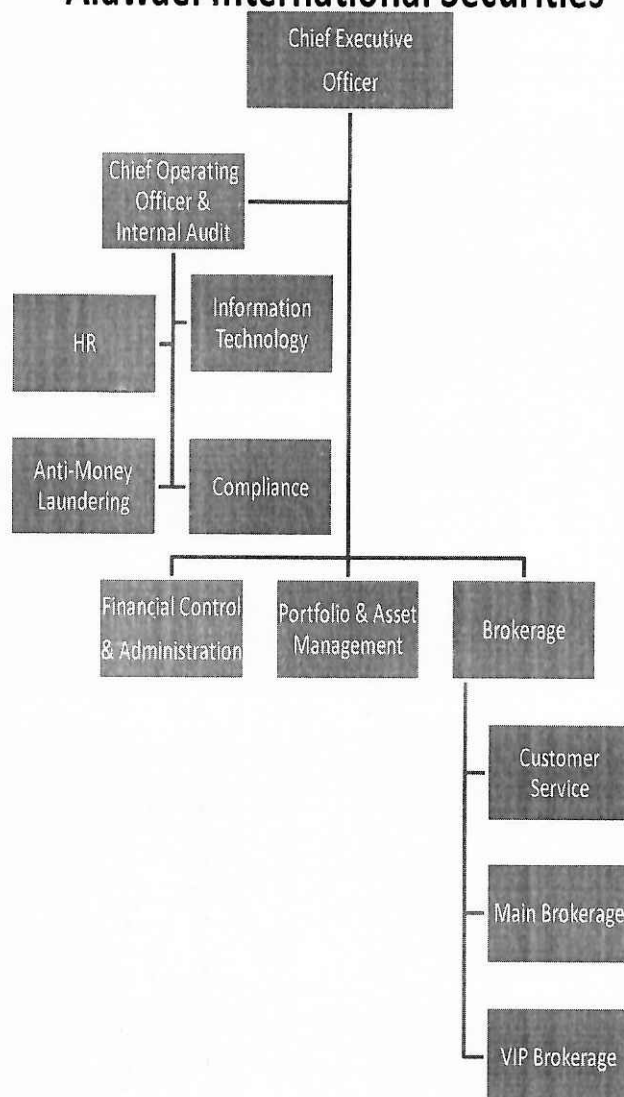 Alawael International Securities
Chief Executive
Officer
Chief Operating
Officer &
Internal Audit
HR
Information
Technology
Anti-Money
Laundering
Compliance
Financial Control
& Administration
Portfolio & Asset
Management
Brokerage
Customer
Service
Main Brokerage
VIP Brokerage